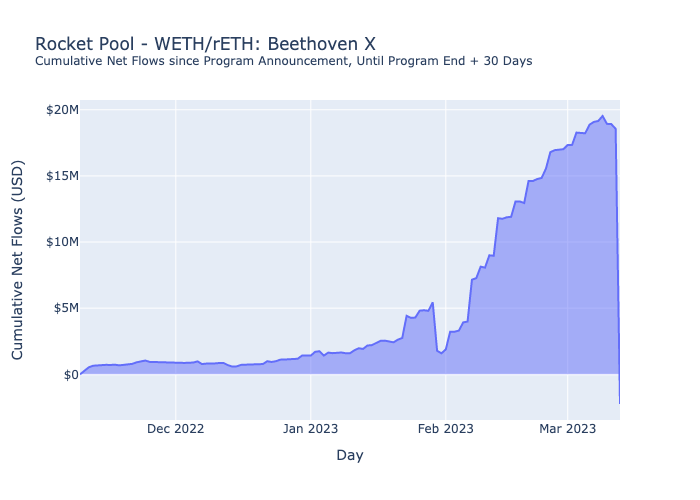 Rocket Pool - WETH/rETH: Beethoven X
Cumulative Net Flows since Program Announcement, Until Program End + 30 Days
$20M
$15M
$10M
$5M
$0
Cumulative Net Flows (USD)
Dec 2022
Jan 2023
Feb 2023
Mar 2023
Day